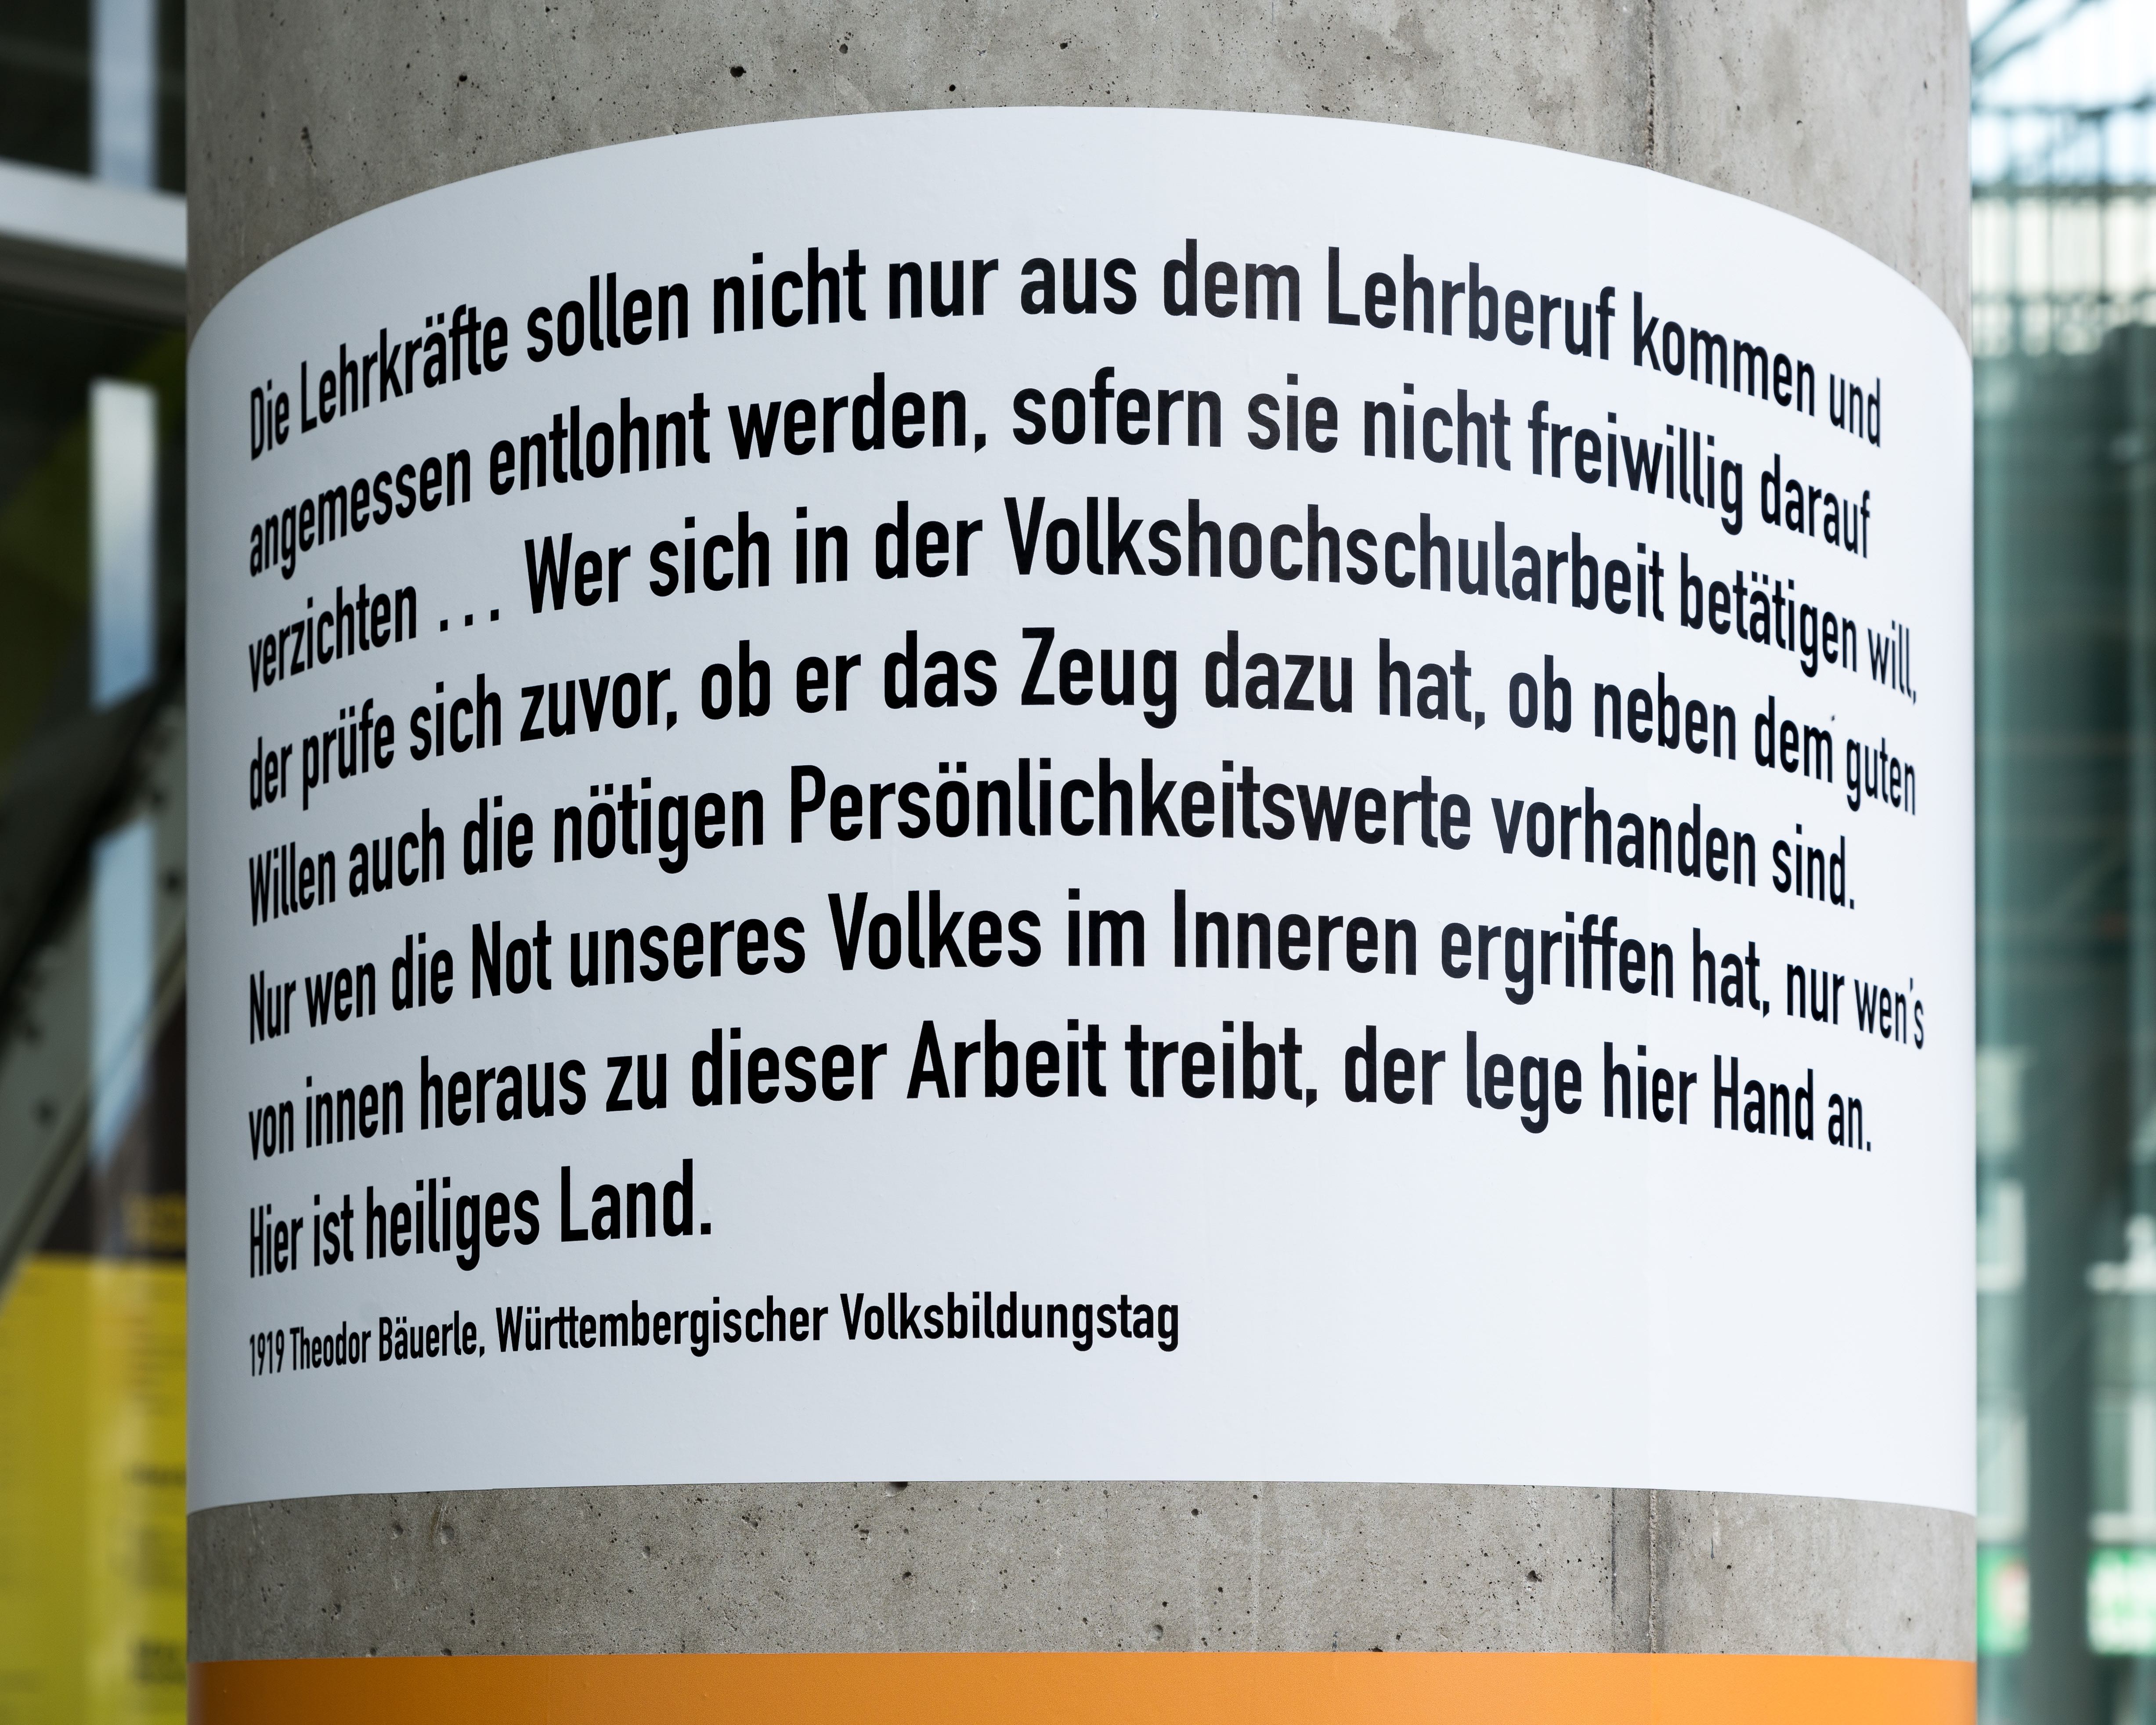 Die Lehrkräfte sollen nicht nur aus dem Lehrberuf kommen und
angemessen entlohnt werden, sofern sie nicht freiwillig darauf
verzichten ... Wer sich in der Volkshochschularbeit betätigen will,
der prüfe sich zuvor, ob er das Zeug dazu hat, ob neben dem guten
Willen auch die nötigen Persönlichkeitswerte vorhanden sind.
Nur wen die Not unseres Volkes im Inneren ergriffen hat, nur wen's
von innen heraus zu dieser Arbeit treibt, der lege hier Hand an.
Hier ist heiliges Land.
1919 Theodor Bäuerle, Württembergischer Volksbildungstag